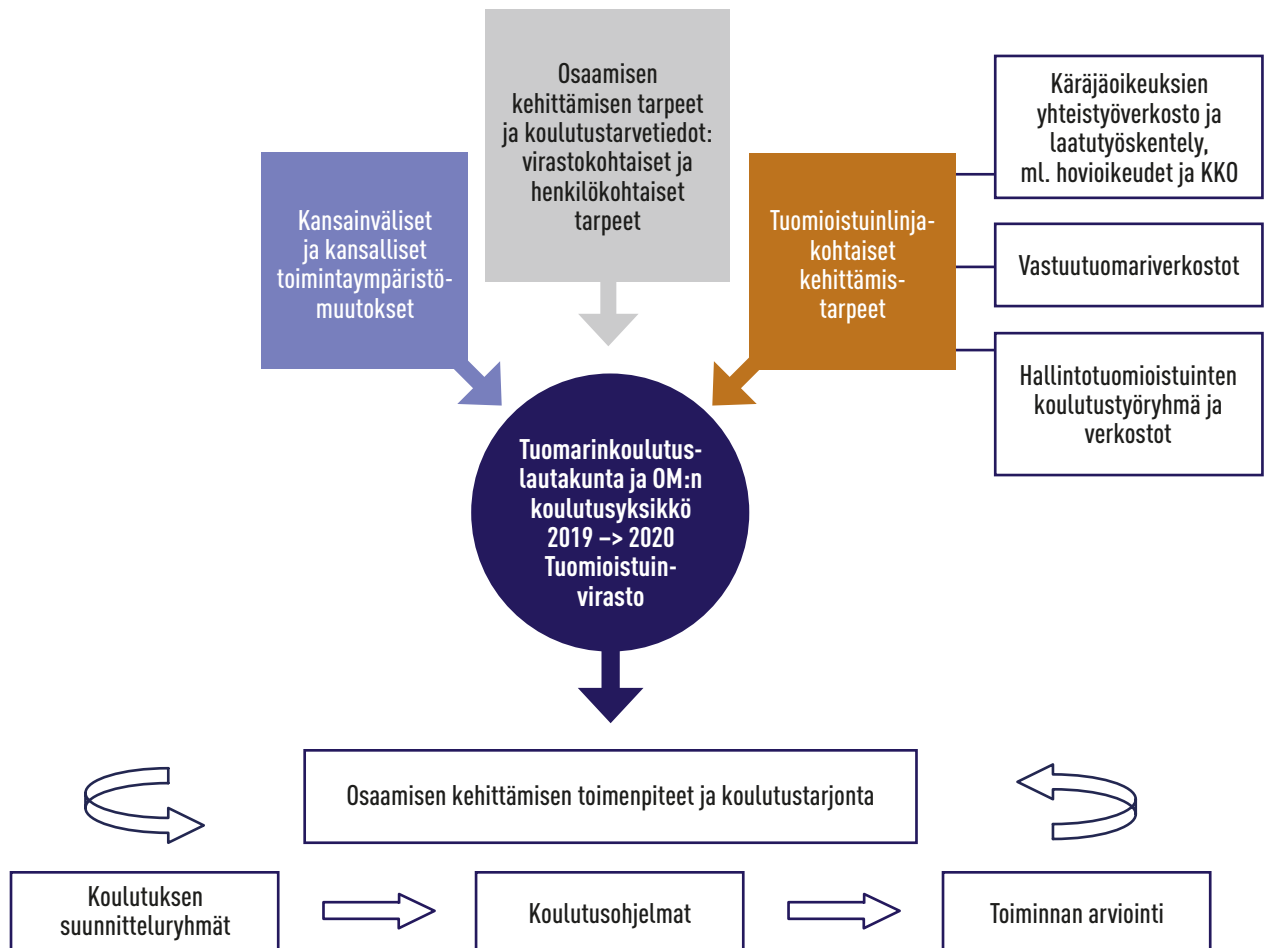 Osaamisen
kehittämisen tarpeet
ja koulutustarvetiedot:
virastokohtaiset ja
henkilökohtaiset
tarpeet
Kansainväliset
ja kansalliset
toimintaympäristö-
muutokset
Tuomioistuinlinja-
kohtaiset
kehittämis-
tarpeet
Käräjäoikeuksien
yhteistyöverkosto ja
laatutyöskentely,
ml. hovioikeudet ja KKO
Vastuutuomariverkostot
Hallintotuomioistuinten
koulutustyöryhmä ja
verkostot
Tuomarinkoulutus-
lautakunta ja OM:n
koulutusyksikkö
2019 –> 2020
Tuomioistuin-
virasto
Osaamisen kehittämisen toimenpiteet ja koulutustarjonta
Koulutuksen
suunnitteluryhmät
Koulutusohjelmat
Toiminnan arviointi